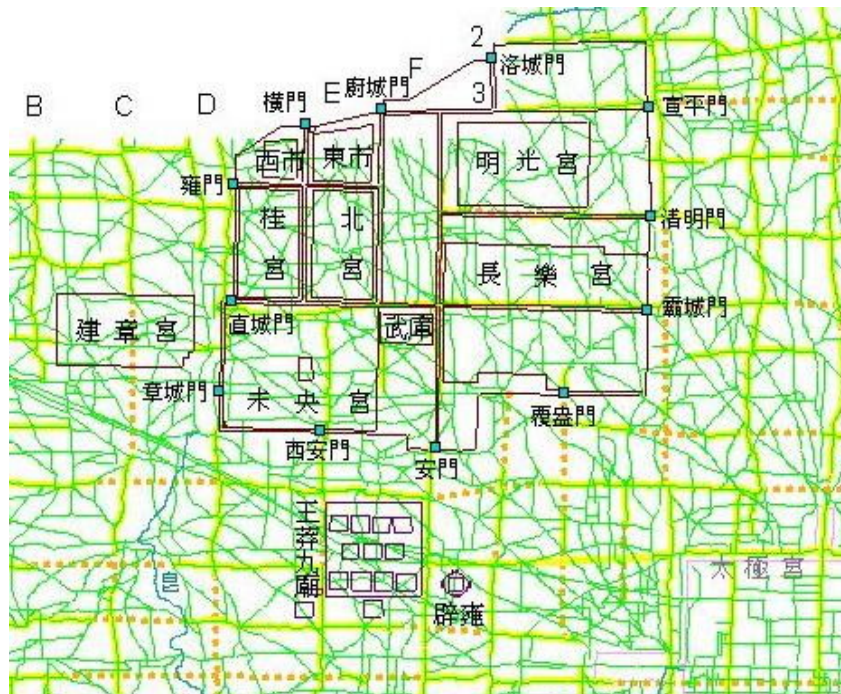 2
F
洛城門
廚城門
E
3
橫門
B
C
D
宣平門
西市
東市
明光宮
雍門
清明門
桂宮
北宮
長樂宮
直城門
武庫
霸城門
建章宮
章城門
未央宮
覆盎門
西安門
安門
王莽九廟
太極宮
皂
辟雍